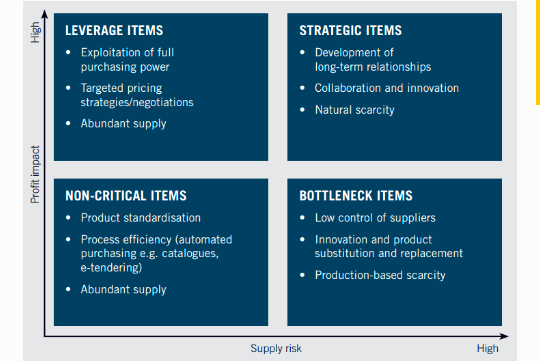 High
Profit impact
LEVERAGE ITEMS
• Exploitation of full
purchasing power
• Targeted pricing
strategies/negotiations
• Abundant supply
STRATEGIC ITEMS
• Development of
long-term relationships
• Collaboration and innovation
• Natural scarcity
NON-CRITICAL ITEMS
• Product standardisation
• Process efficiency (automated
purchasing e.g. catalogues,
e-tendering)
• Abundant supply
BOTTLENECK ITEMS
• Low control of suppliers
• Innovation and product
substitution and replacement
• Production-based scarcity
Supply risk
High